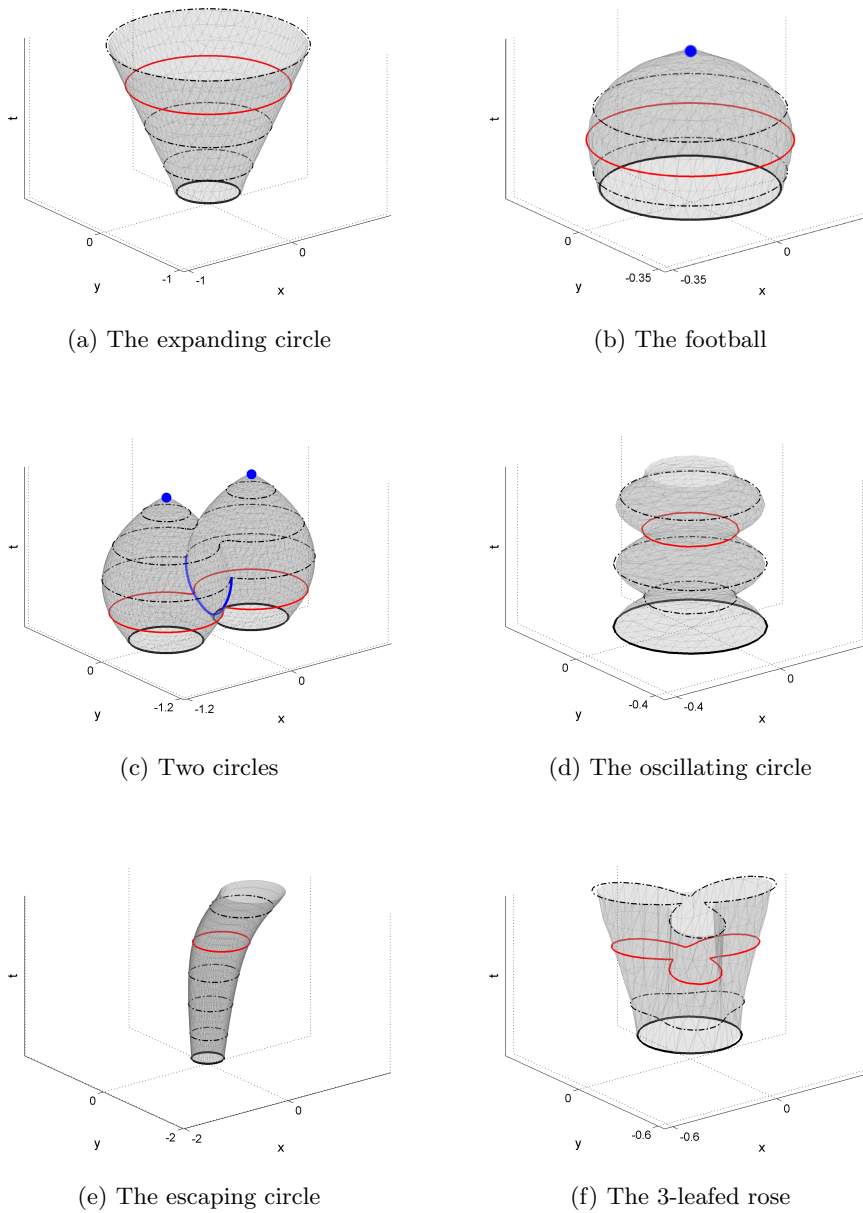 t
0
0
-1
-1
y
x
(a) The expanding circle
t
0
0
-0.35
-0.35
y
x
(b) The football
t
0
0
-1.2
-1.2
y
x
(c) Two circles
t
0
0
-0.4
-0.4
y
x
(d) The oscillating circle
t
0
0
-2
-2
y
x
(e) The escaping circle
t
0
0
-0.6
-0.6
y
x
(f) The 3-leafed rose